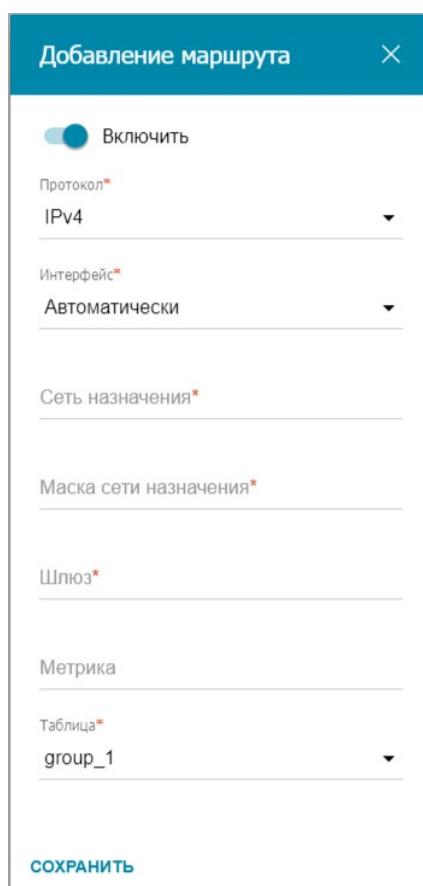 Добавление маршрута
Включить
Протокол*
IPv4
Интерфейс*
Автоматически
Сеть назначения*
Маска сети назначения*
Шлюз*
Метрика
Таблица*
group_1
СОХРАНИТЬ